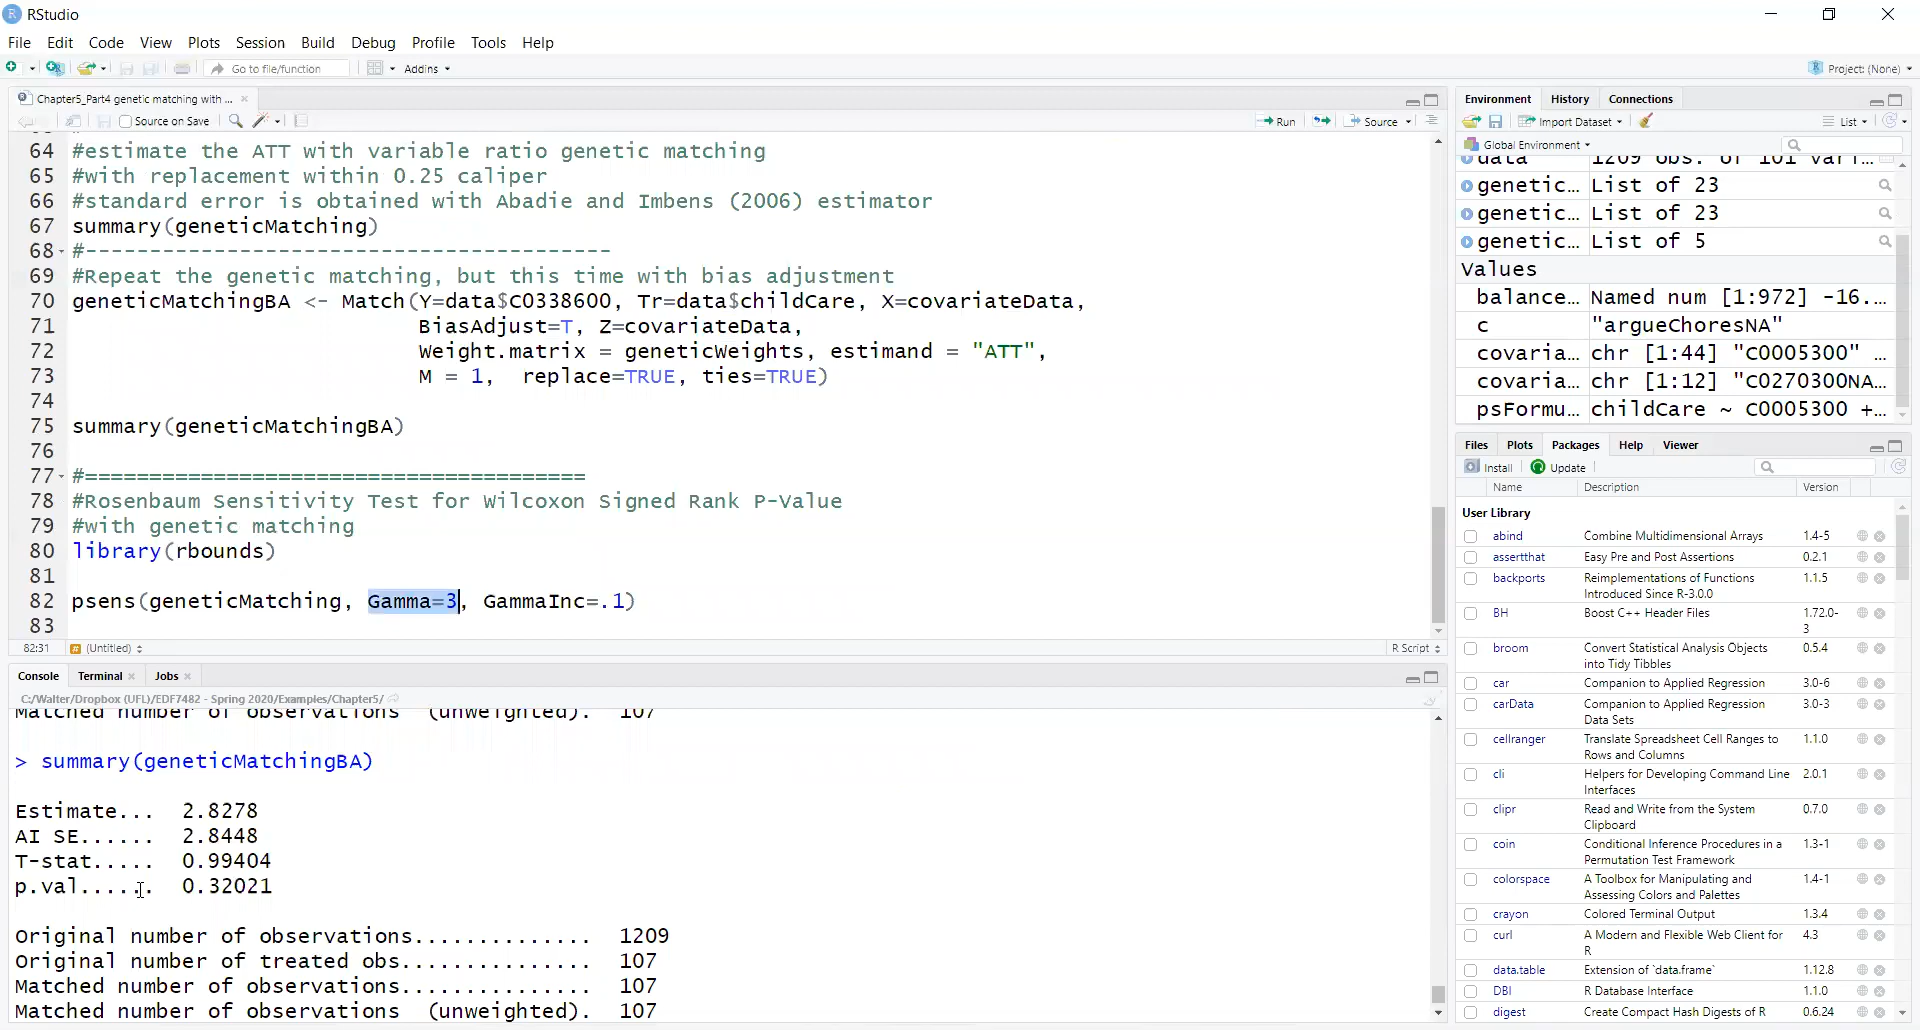 RStudio
File Edit Code View Plots Session Build Debug Profile Tools Help
Go to file/function Addins Project: (None)
Chapter5_Part4 genetic matching with ...
Source on Save Run Source
64 #estimate the ATT with variable ratio genetic matching
65 #with replacement within 0.25 caliper
66 #standard error is obtained with Abadie and Imbens (2006) estimator
67 summary(geneticMatching)
68 #-----------------------------------------
69 #Repeat the genetic matching, but this time with bias adjustment
70 geneticMatchingBA <- Match(Y=data$C0338600, Tr=data$childCare, X=covariateData,
71 BiasAdjust=T, Z=covariateData,
72 Weight.matrix = geneticWeights, estimand = "ATT",
73 M = 1, replace=TRUE, ties=TRUE)
74
75 summary(geneticMatchingBA)
76
77 #=======================================
78 #Rosenbaum Sensitivity Test for Wilcoxon Signed Rank P-Value
79 #with genetic matching
80 library(rbounds)
81
82 psens(geneticMatching, Gamma=3, GammaInc=.1)
83
82:31 # (Untitled) R Script
Console Terminal Jobs
C:/Walter/Dropbox (UFL)/EDF7482 - Spring 2020/Examples/Chapter5/
Matched number of observations (unweighted). 107
> summary(geneticMatchingBA)
Estimate... 2.8278
AI SE...... 2.8448
T-stat..... 0.99404
p.val...... 0.32021
Original number of observations.............. 1209
Original number of treated obs............... 107
Matched number of observations............... 107
Matched number of observations (unweighted). 107
Environment History Connections
Import Dataset List
Global Environment
data 1209 obs. of 101 vari...
genetic... List of 23
genetic... List of 23
genetic... List of 5
Values
balance... Named num [1:972] -16....
c "argueChoresNA"
covaria... chr [1:44] "C0005300" ...
covaria... chr [1:12] "C0270300NA...
psFormu... childCare ~ C0005300 +...
Files Plots Packages Help Viewer
Install Update
Name Description Version
User Library
abind Combine Multidimensional Arrays 1.4-5
assertthat Easy Pre and Post Assertions 0.2.1
backports Reimplementations of Functions 1.1.5
Introduced Since R-3.0.0
BH Boost C++ Header Files 1.72.0-
3
broom Convert Statistical Analysis Objects 0.5.4
into Tidy Tibbles
car Companion to Applied Regression 3.0-6
carData Companion to Applied Regression 3.0-3
Data Sets
cellranger Translate Spreadsheet Cell Ranges to 1.1.0
Rows and Columns
cli Helpers for Developing Command Line 2.0.1
Interfaces
clipr Read and Write from the System 0.7.0
Clipboard
coin Conditional Inference Procedures in a 1.3-1
Permutation Test Framework
colorspace A Toolbox for Manipulating and 1.4-1
Assessing Colors and Palettes
crayon Colored Terminal Output 1.3.4
curl A Modern and Flexible Web Client for 4.3
R
data.table Extension of `data.frame` 1.12.8
DBI R Database Interface 1.1.0
digest Create Compact Hash Digests of R 0.6.24